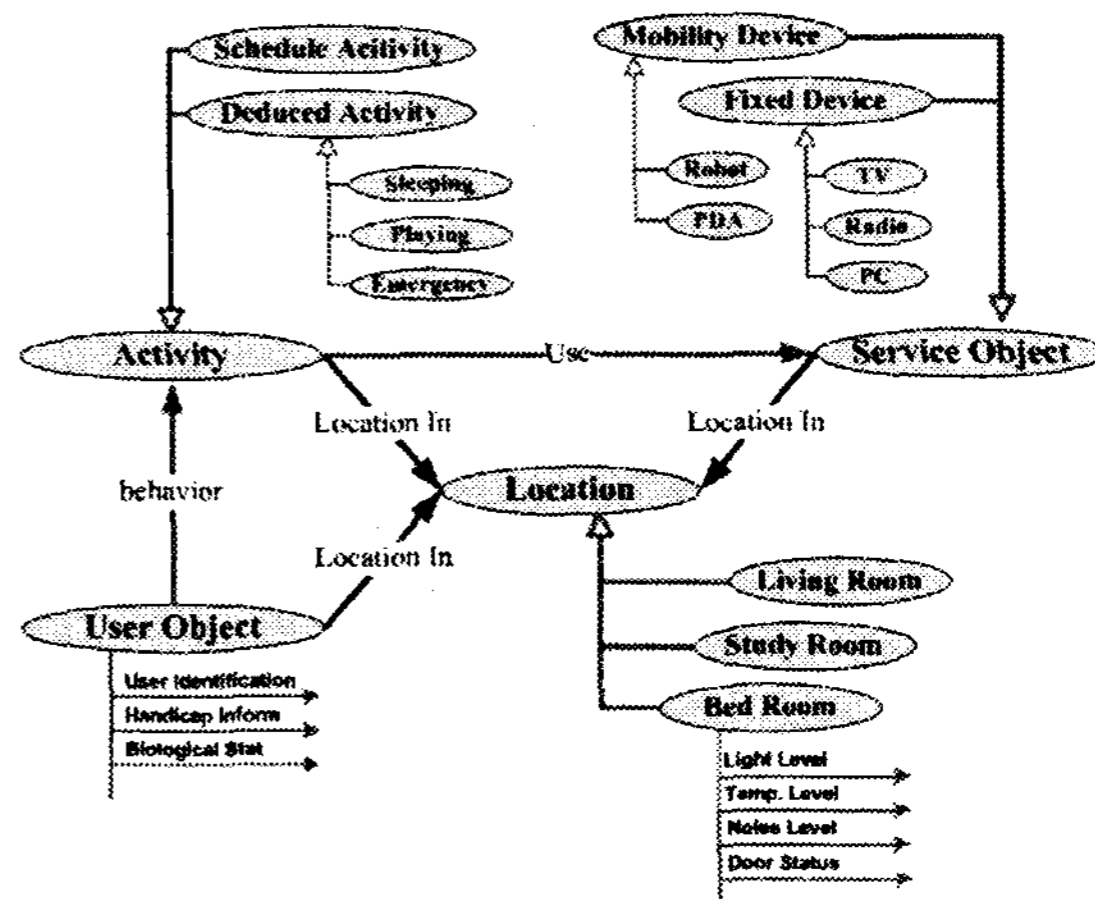 Schedule Acitivity
Mobility Device
Deduced Activity
Fixed Device
Sleeping
Robot
TV
Playing
PDA
Radio
Emergency
PC
Activity
Use
Service Object
Location In
Location In
behavior
Location
Location In
Living Room
User Object
Study Room
User Identification
Bed Room
Handicap Inform
Biological Stat
Light Level
Temp. Level
Noise Level
Door Status